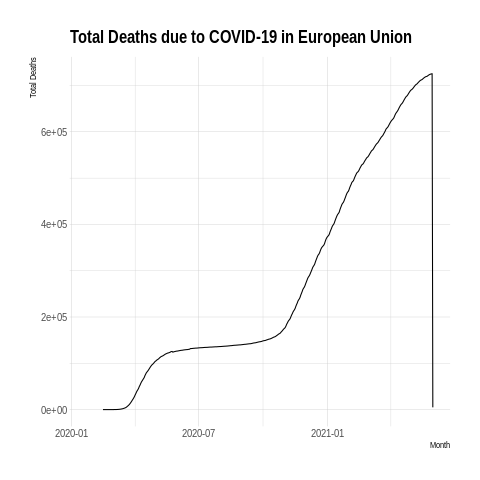 Total Deaths due to COVID-19 in European Union
Total Deaths
6e+05
4e+05
2e+05
0e+00
2020-01 2020-07 2021-01
Month